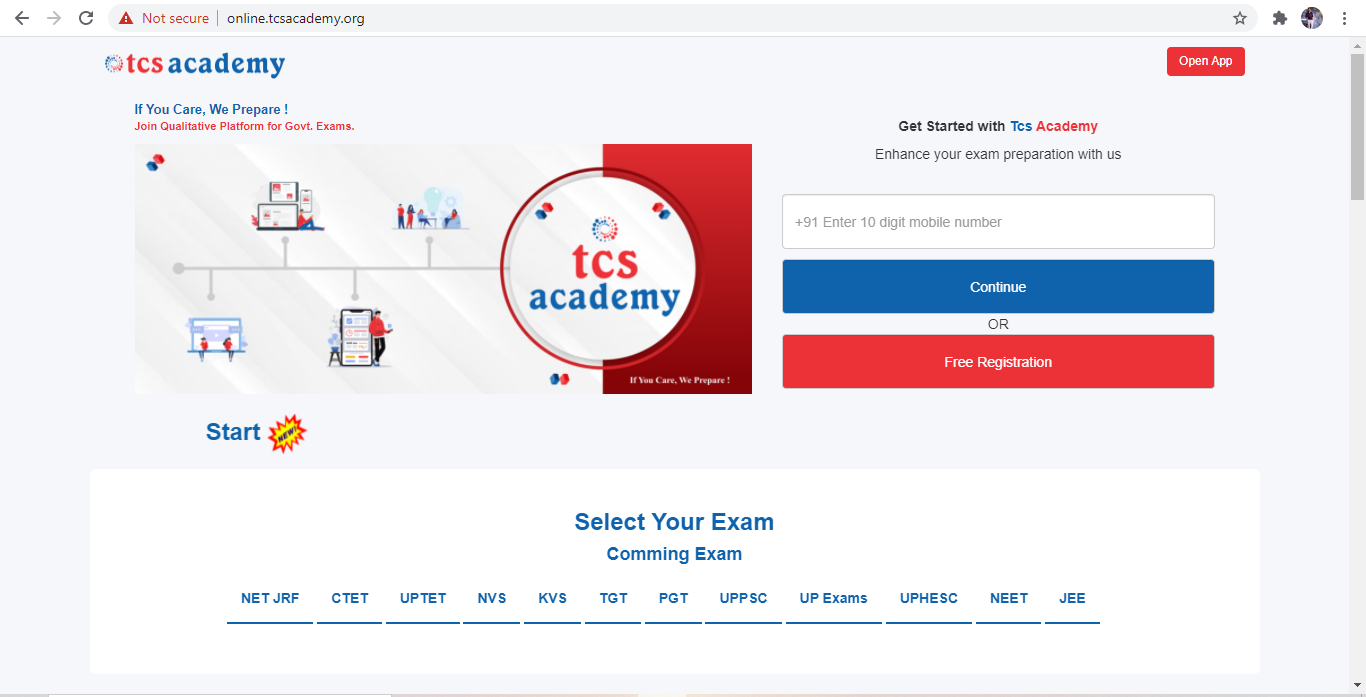 Not secure | online.tcsacademy.org
tcs academy
Open App
If You Care, We Prepare !
Join Qualitative Platform for Govt. Exams.
tcs
academy
If You Care, We Prepare !
Get Started with Tcs Academy
Enhance your exam preparation with us
+91 Enter 10 digit mobile number
Continue
OR
Free Registration
Start NEW!
Select Your Exam
Comming Exam
NET JRF CTET UPTET NVS KVS TGT PGT UPPSC UP Exams UPHESC NEET JEE